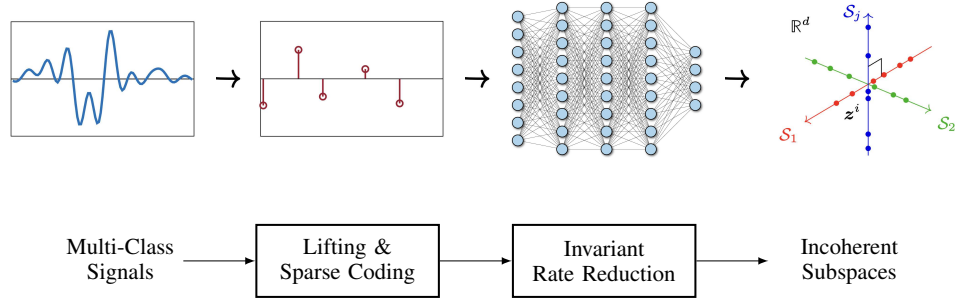 ℝ^d
𝒮_j
𝒮_1
z^i
𝒮_2
Multi-Class
Signals
Lifting &
Sparse Coding
Invariant
Rate Reduction
Incoherent
Subspaces